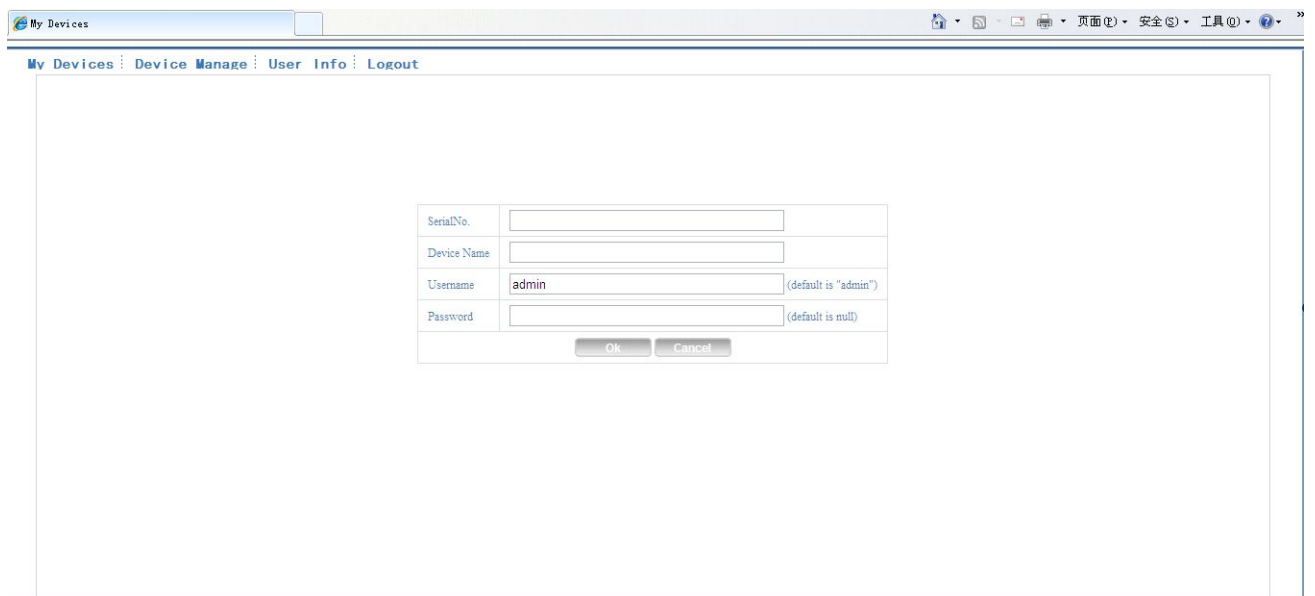 My Devices 页面(P) 安全(S) 工具(O) »
My Devices Device Manage User Info Logout
SerialNo.
Device Name
Username admin (default is "admin")
Password (default is null)
Ok Cancel